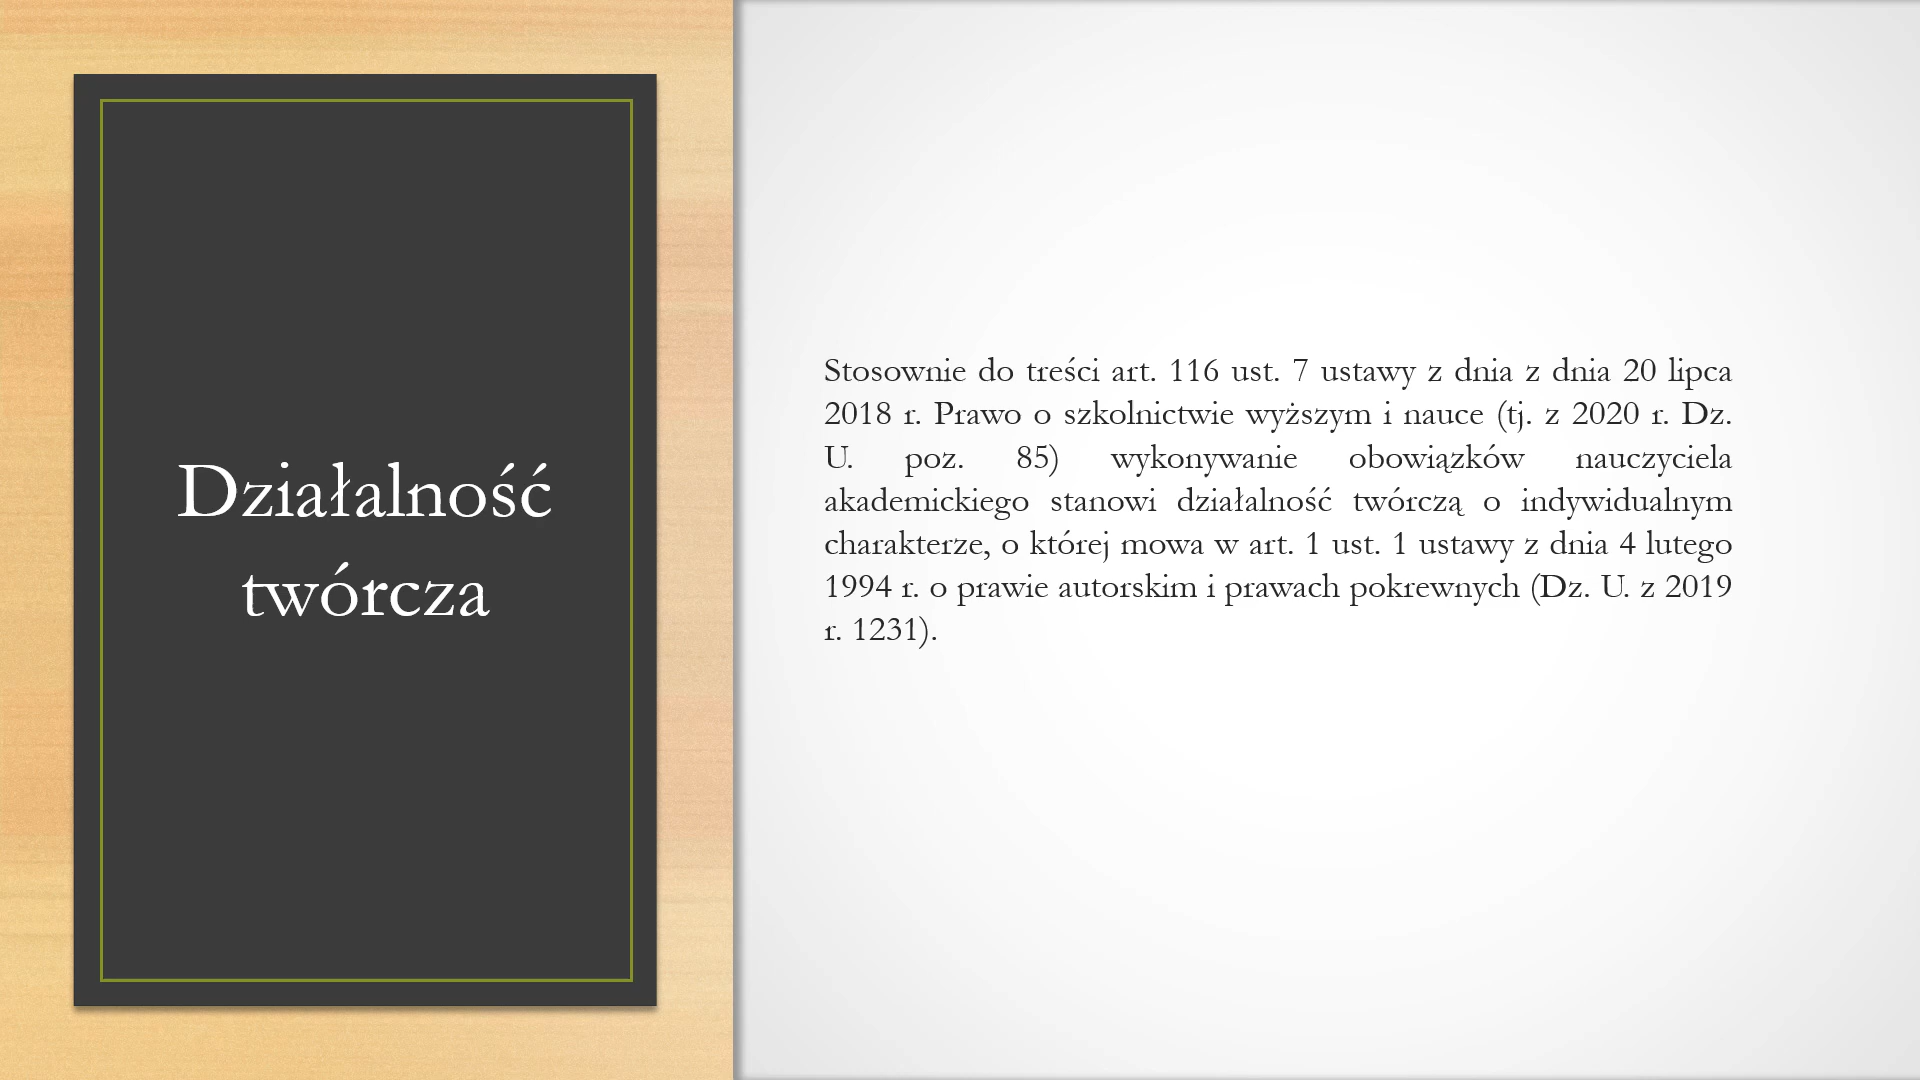 Działalność
twórcza
Stosownie do treści art. 116 ust. 7 ustawy z dnia z dnia 20 lipca
2018 r. Prawo o szkolnictwie wyższym i nauce (tj. z 2020 r. Dz.
U. poz. 85) wykonywanie obowiązków nauczyciela
akademickiego stanowi działalność twórczą o indywidualnym
charakterze, o której mowa w art. 1 ust. 1 ustawy z dnia 4 lutego
1994 r. o prawie autorskim i prawach pokrewnych (Dz. U. z 2019
r. 1231).